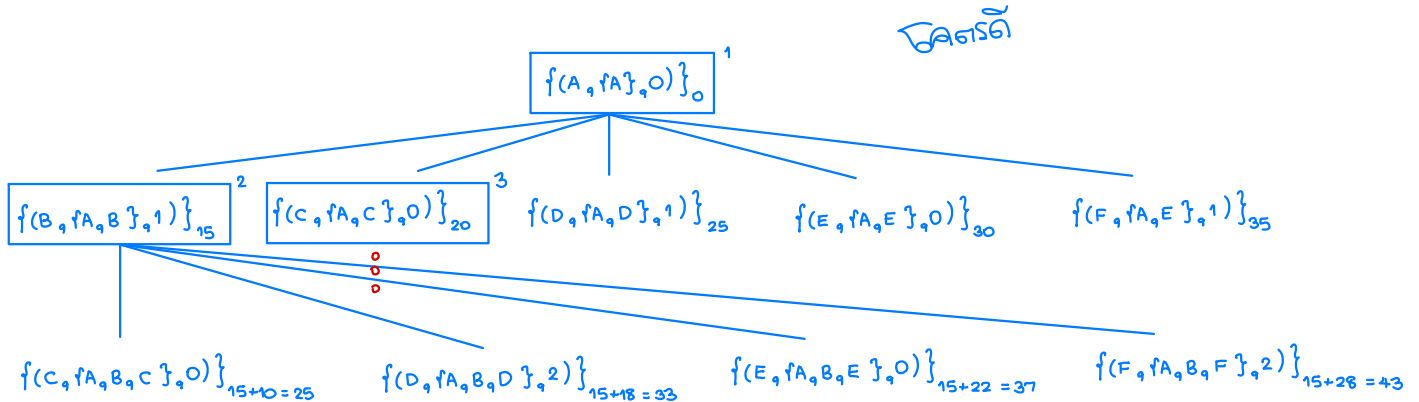 โคตรดี
1
{(A,{A},0)}0
2
{(B,{A,B},1)}15
3
{(C,{A,C},0)}20
{(D,{A,D},1)}25
{(E,{A,E},0)}30
{(F,{A,E},1)}35
{(C,{A,B,C},0)}15+10=25
{(D,{A,B,D},2)}15+18=33
{(E,{A,B,E},0)}15+22=37
{(F,{A,B,F},2)}15+28=43